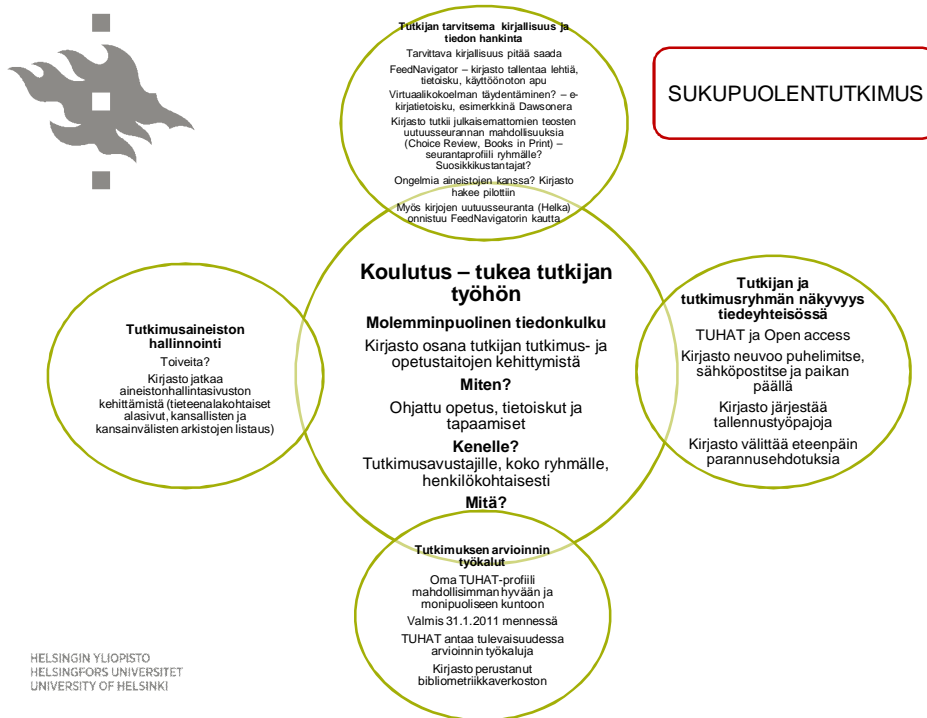 Tutkijan tarvitsema kirjallisuus ja
tiedon hankinta
Tarvittava kirjallisuus pitää saada
FeedNavigator – kirjasto tallentaa lehtiä,
tietoisku, käyttöönoton apu
Virtuaalikokoelman täydentäminen? – e-
kirjatietoisku, esimerkkinä Dawsonera
Kirjasto tutkii julkaisemattomien teosten
uutuusseurannan mahdollisuuksia
(Choice Review, Books in Print) –
seurantaprofiili ryhmälle?
Suosikkikustantajat?
Ongelmia aineistojen kanssa? Kirjasto
hakee pilottiin
Myös kirjojen uutuusseuranta (Helka)
onnistuu FeedNavigatorin kautta
SUKUPUOLENTUTKIMUS
Koulutus – tukea tutkijan
työhön
Molemminpuolinen tiedonkulku
Kirjasto osana tutkijan tutkimus- ja
opetustaitojen kehittymistä
Miten?
Ohjattu opetus, tietoiskut ja
tapaamiset
Kenelle?
Tutkimusavustajille, koko ryhmälle,
henkilökohtaisesti
Mitä?
Tutkimusaineiston
hallinnointi
Toiveita?
Kirjasto jatkaa
aineistonhallintasivuston
kehittämistä (tieteenalakohtaiset
alasivut, kansallisten ja
kansainvälisten arkistojen listaus)
Tutkijan ja
tutkimusryhmän näkyvyys
tiedeyhteisössä
TUHAT ja Open access
Kirjasto neuvoo puhelimitse,
sähköpostitse ja paikan
päällä
Kirjasto järjestää
tallennustyöpajoja
Kirjasto välittää eteenpäin
parannusehdotuksia
Tutkimuksen arvioinnin
työkalut
Oma TUHAT-profiili
mahdollisimman hyvään ja
monipuoliseen kuntoon
Valmis 31.1.2011 mennessä
TUHAT antaa tulevaisuudessa
arvioinnin työkaluja
Kirjasto perustanut
bibliometriikkaverkoston
HELSINGIN YLIOPISTO
HELSINGFORS UNIVERSITET
UNIVERSITY OF HELSINKI